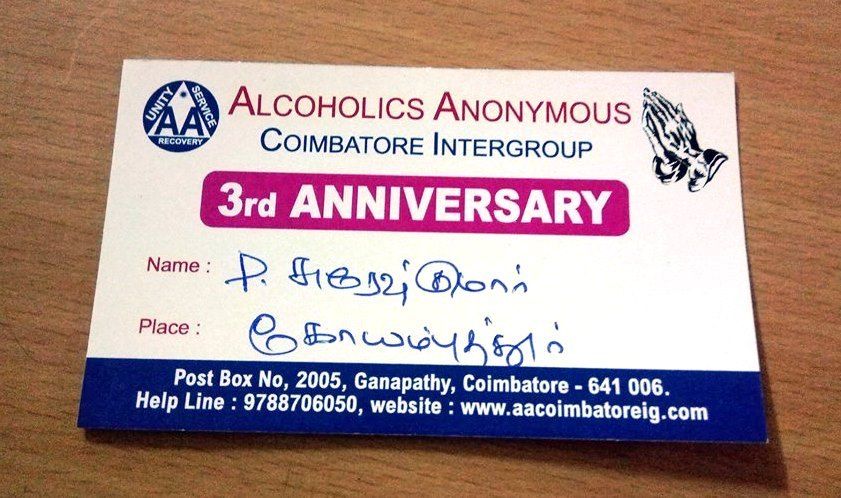 UNITY SERVICE
AA
RECOVERY
ALCOHOLICS ANONYMOUS
COIMBATORE INTERGROUP
3rd ANNIVERSARY
Name : P.
Place : கோயம்புத்தூர்
Post Box No, 2005, Ganapathy, Coimbatore - 641 006.
Help Line : 9788706050, website : www.aacoimbatoreig.com